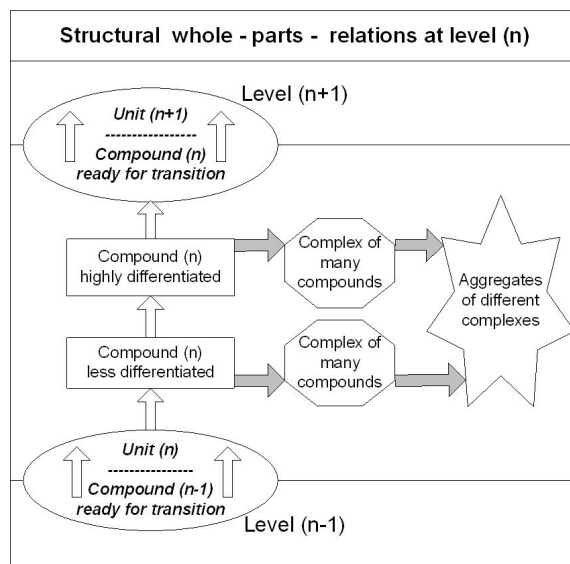 Structural whole - parts - relations at level (n)
Level (n+1)
Unit (n+1)
----------------
Compound (n)
ready for transition
Compound (n)
highly differentiated
Complex of
many
compounds
Aggregates
of different
complexes
Compound (n)
less differentiated
Complex of
many
compounds
Unit (n)
---------------
Compound (n-1)
ready for transition
Level (n-1)